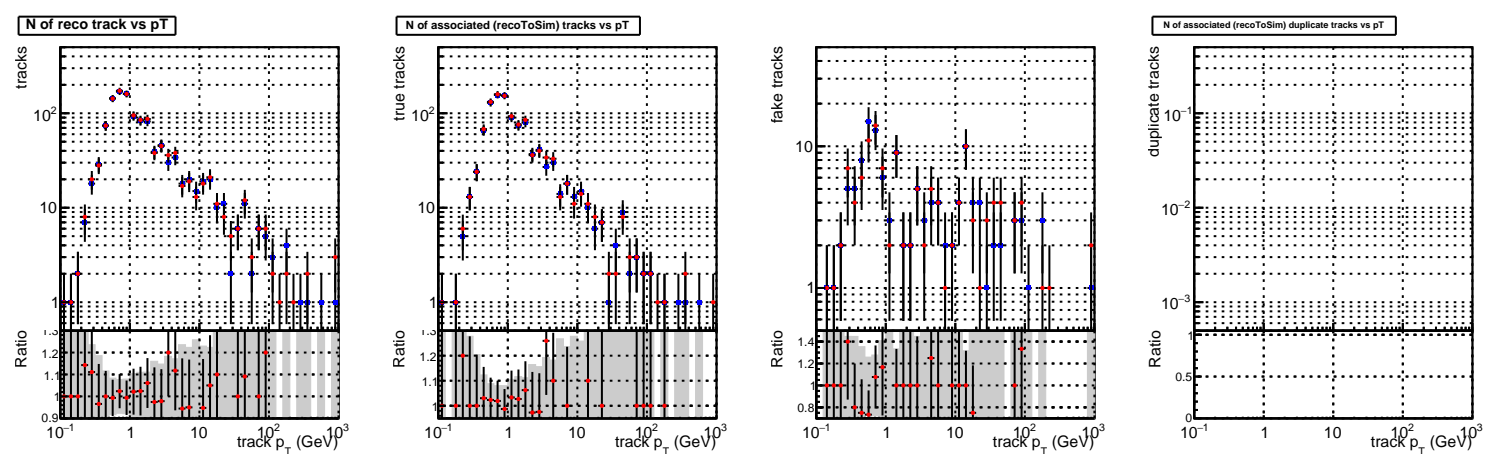 N of reco track vs pT
tracks
10²
10
1
Ratio
1.3
1.2
1.1
1
0.9
10⁻¹ 1 10 10² 10³
track p_T (GeV)
N of associated (recoToSim) tracks vs pT
true tracks
10²
10
1
Ratio
1.3
1.2
1.1
1
10⁻¹ 1 10 10² 10³
track p_T (GeV)
fake tracks
10
1
Ratio
1.4
1.2
1
0.8
10⁻¹ 1 10 10² 10³
track p_T (GeV)
N of associated (recoToSim) duplicate tracks vs pT
duplicate tracks
10⁻¹
10⁻²
10⁻³
Ratio
1
0.5
0
10⁻¹ 1 10 10² 10³
track p_T (GeV)